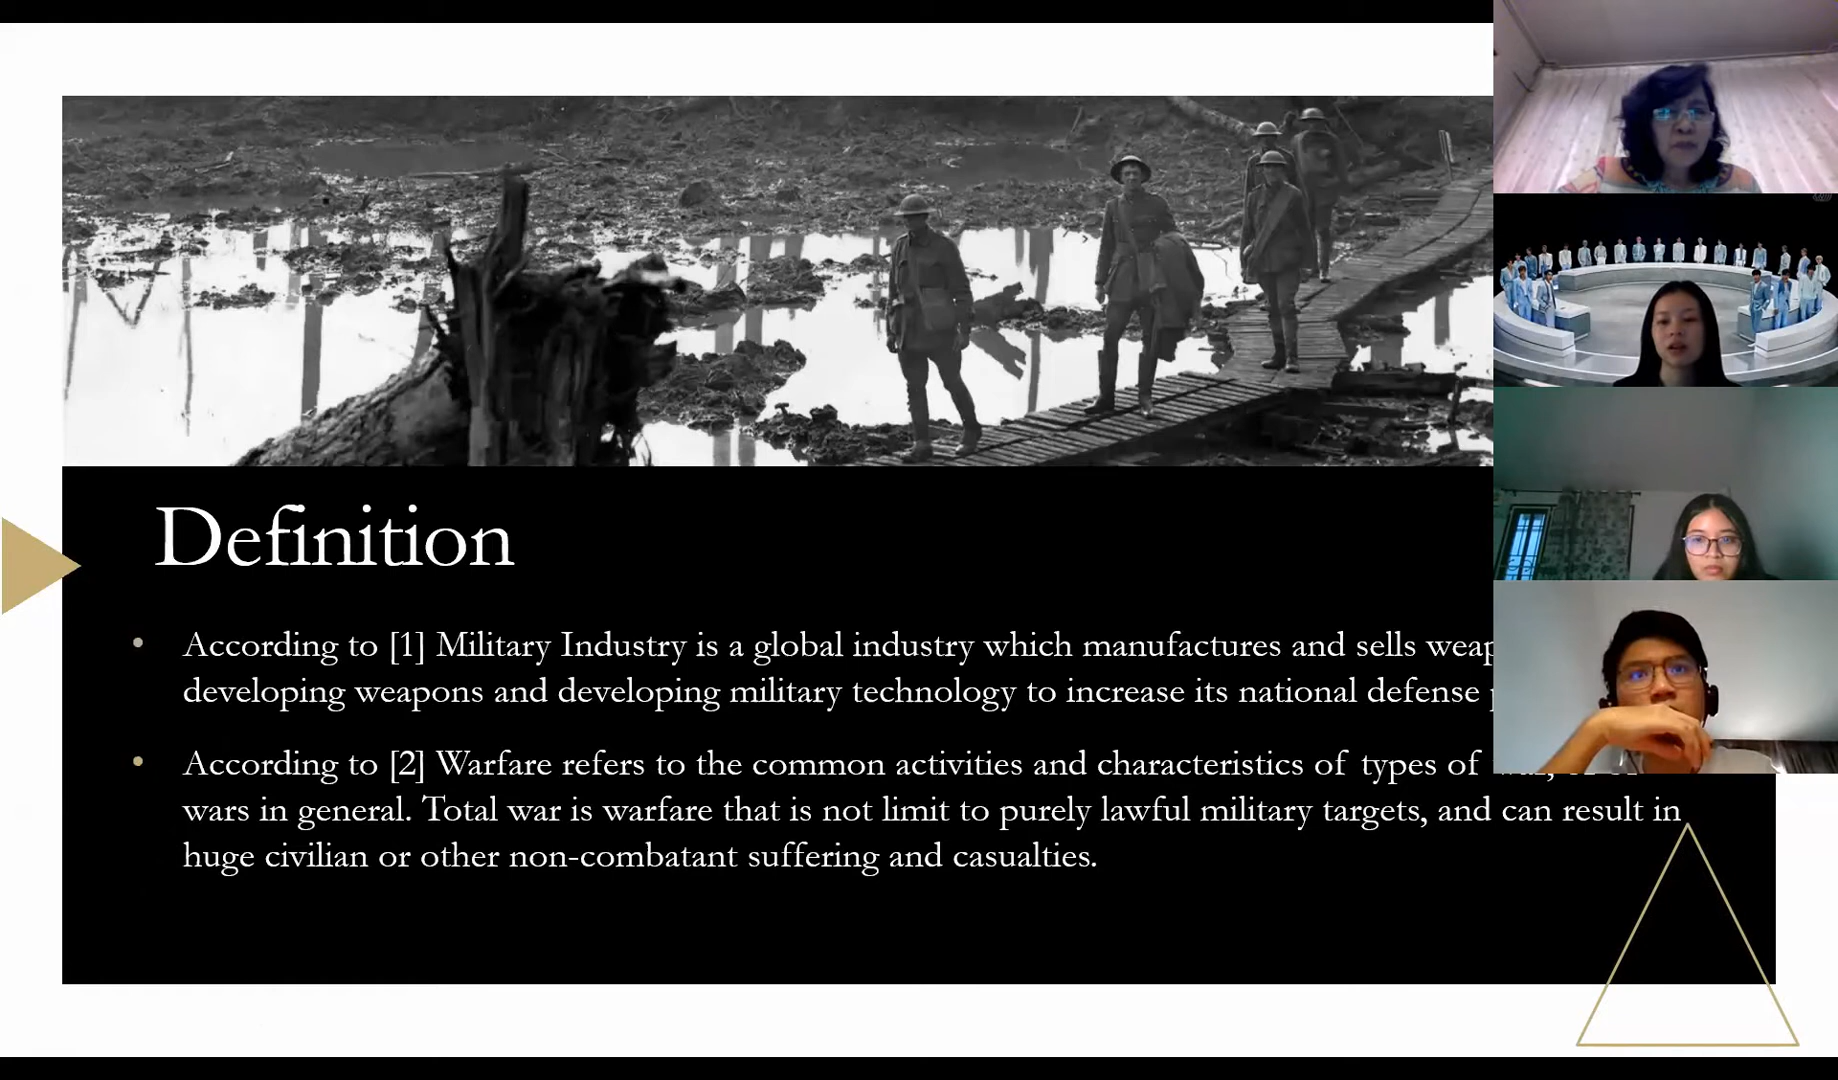 Definition
• According to [1] Military Industry is a global industry which manufactures and sells
developing weapons and developing military technology to increase its national defense
• According to [2] Warfare refers to the common activities and characteristics of types of
wars in general. Total war is warfare that is not limit to purely lawful military targets, and can result in
huge civilian or other non-combatant suffering and casualties.